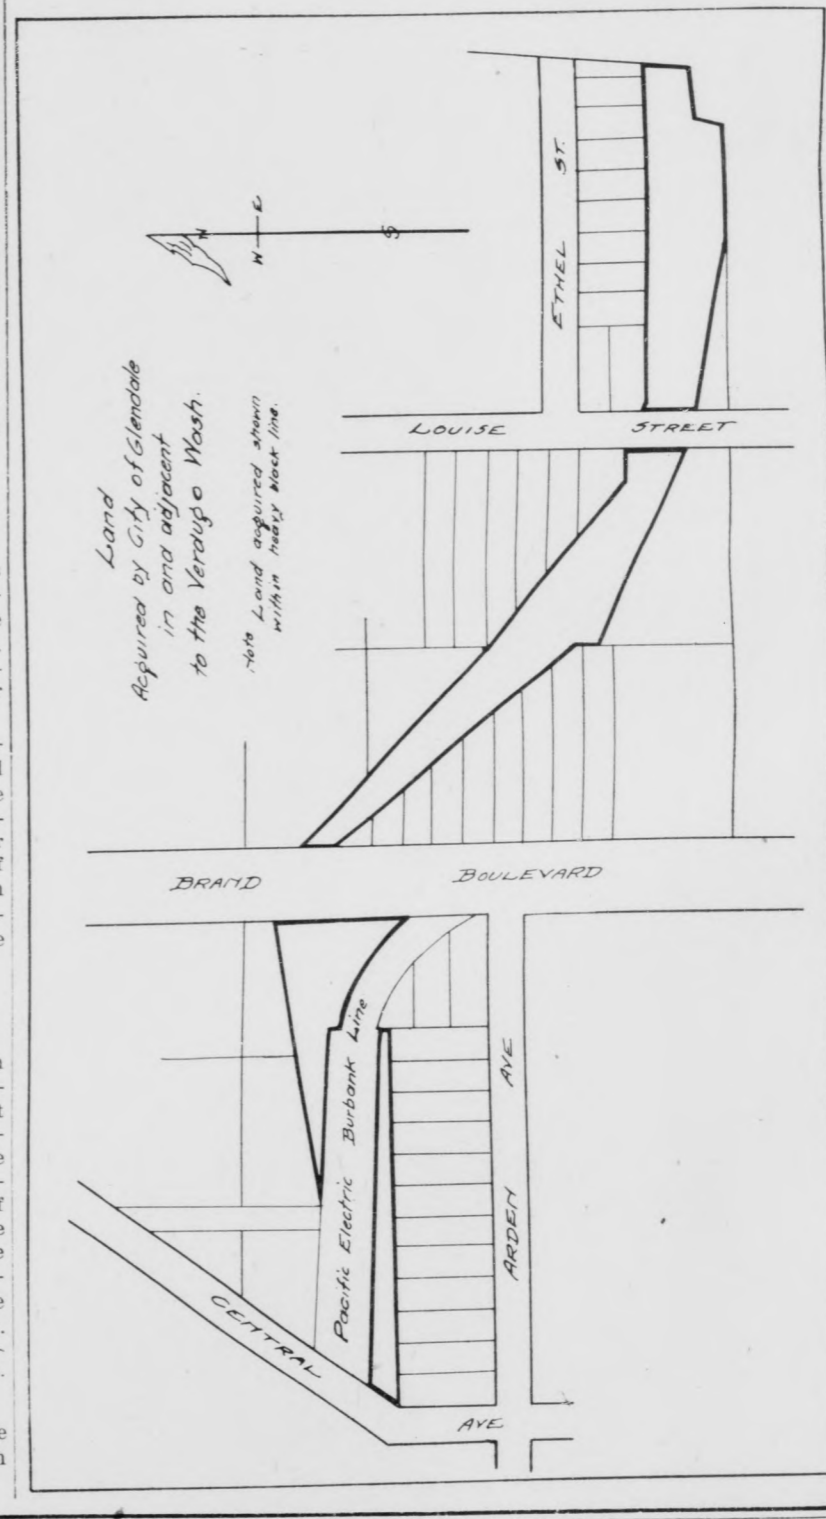 Land
Acquired by City of Glendale
in and adjacent
to the Verdugo Wash.
Note Land acquired shown
within heavy black line.
N
W E
S
ETHEL ST.
LOUISE STREET
BRAND BOULEVARD
Pacific Electric Burbank Line
ARDEN AVE
CENTRAL AVE